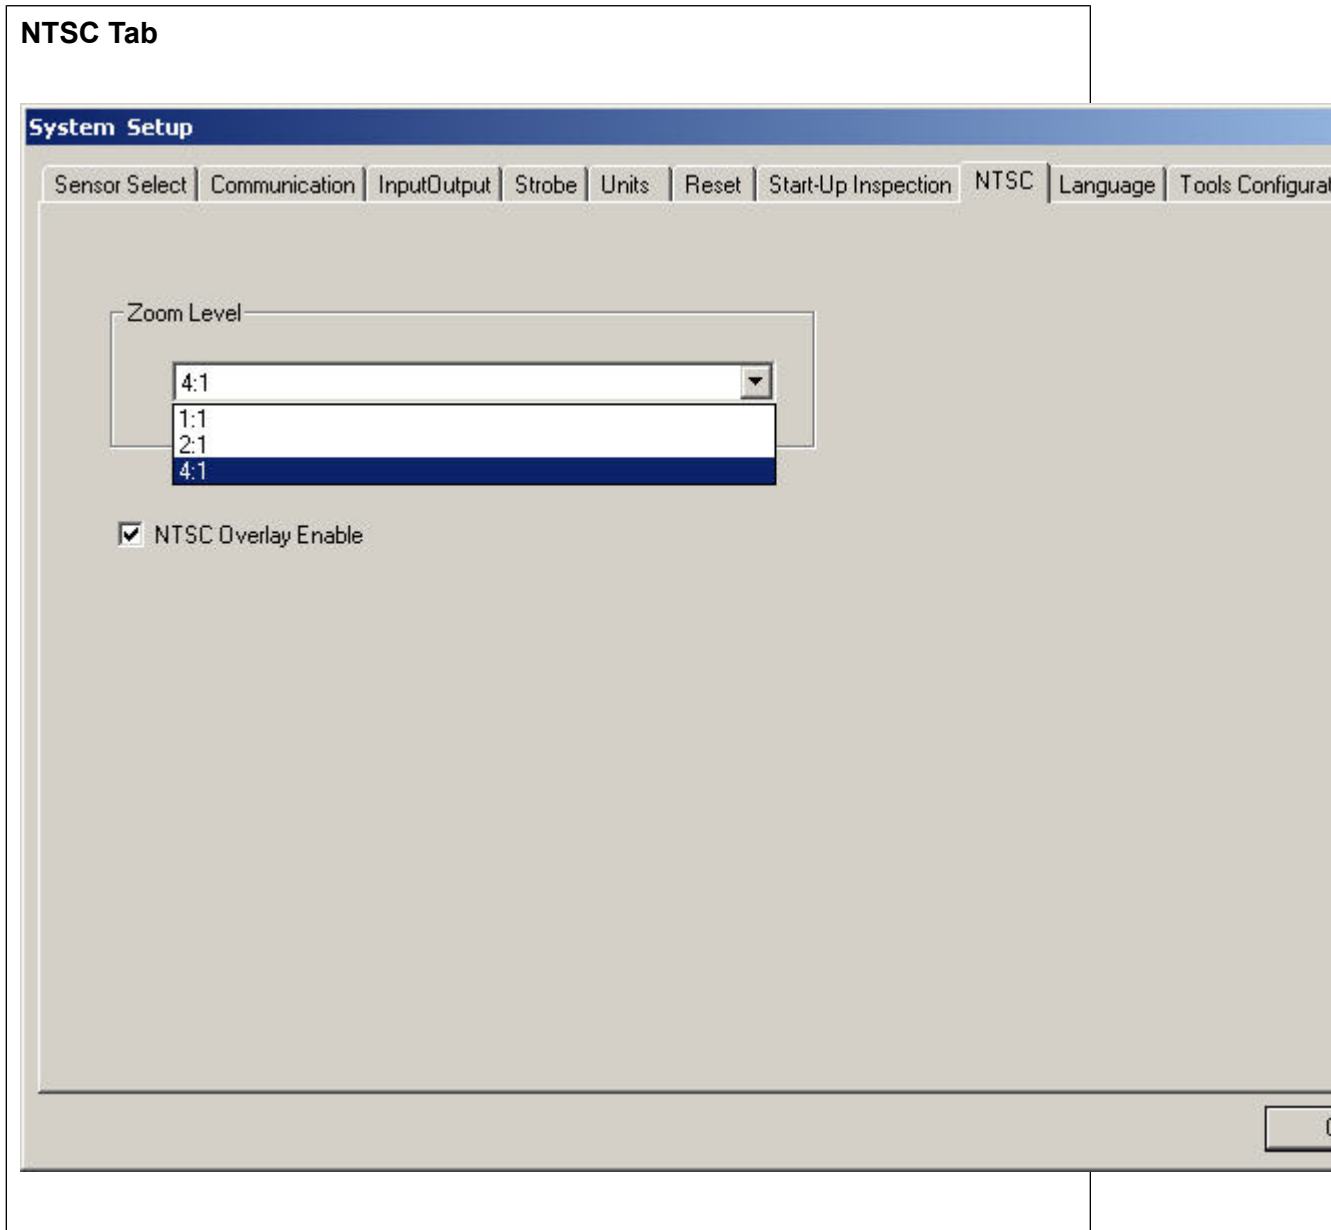 NTSC Tab
System Setup
Sensor Select Communication InputOutput Strobe Units Reset Start-Up Inspection NTSC Language Tools
Zoom Level
4:1
1:1
2:1
4:1
NTSC Overlay Enable